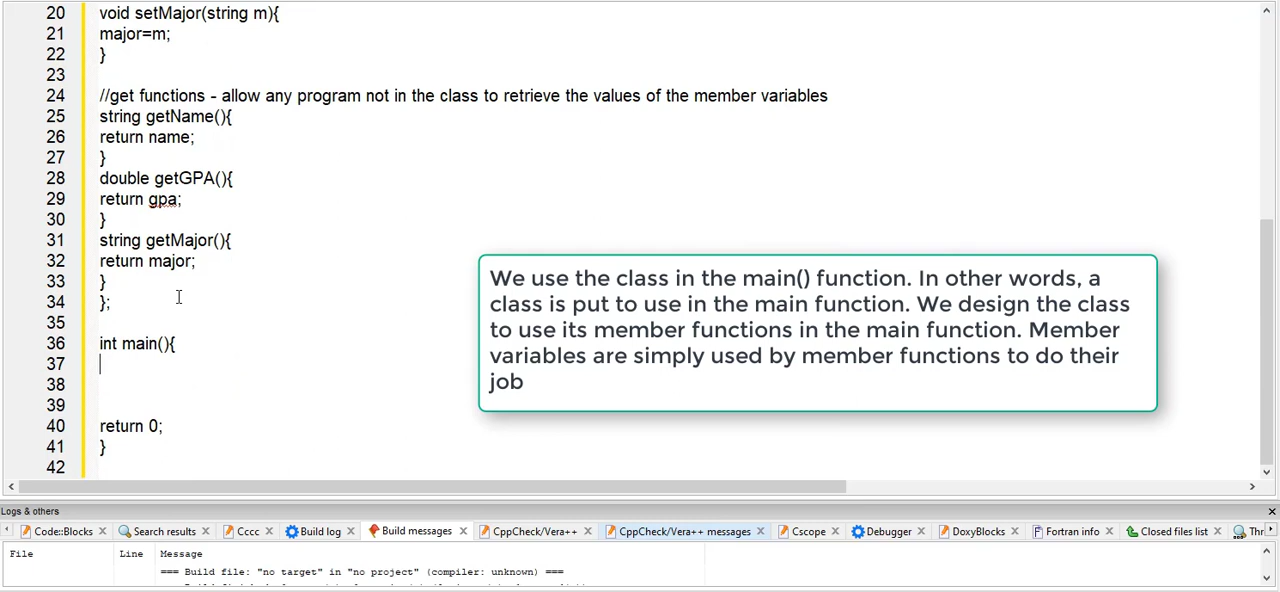 20 void setMajor(string m){
21 major=m;
22 }
23
24 //get functions - allow any program not in the class to retrieve the values of the member variables
25 string getName(){
26 return name;
27 }
28 double getGPA(){
29 return gpa;
30 }
31 string getMajor(){
32 return major;
33 }
34 };
35
36 int main(){
37
38
39
40 return 0;
41 }
42
We use the class in the main() function. In other words, a
class is put to use in the main function. We design the class
to use its member functions in the main function. Member
variables are simply used by member functions to do their
job
Logs & others
Code::Blocks Search results Cccc Build log Build messages CppCheck/Vera++ CppCheck/Vera++ messages Cscope Debugger DoxyBlocks Fortran info Closed files list
File Line Message
=== Build file: "no target" in "no project" (compiler: unknown) ===